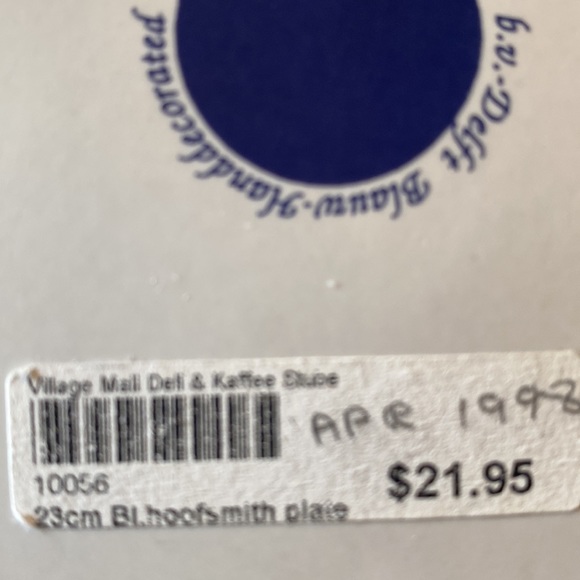 b.v.-Delft Blauw-Handdecorated
Village Mall Deli & Kaffee Stube
APR 1998
10056
$21.95
23cm Bl.hoofsmith plate